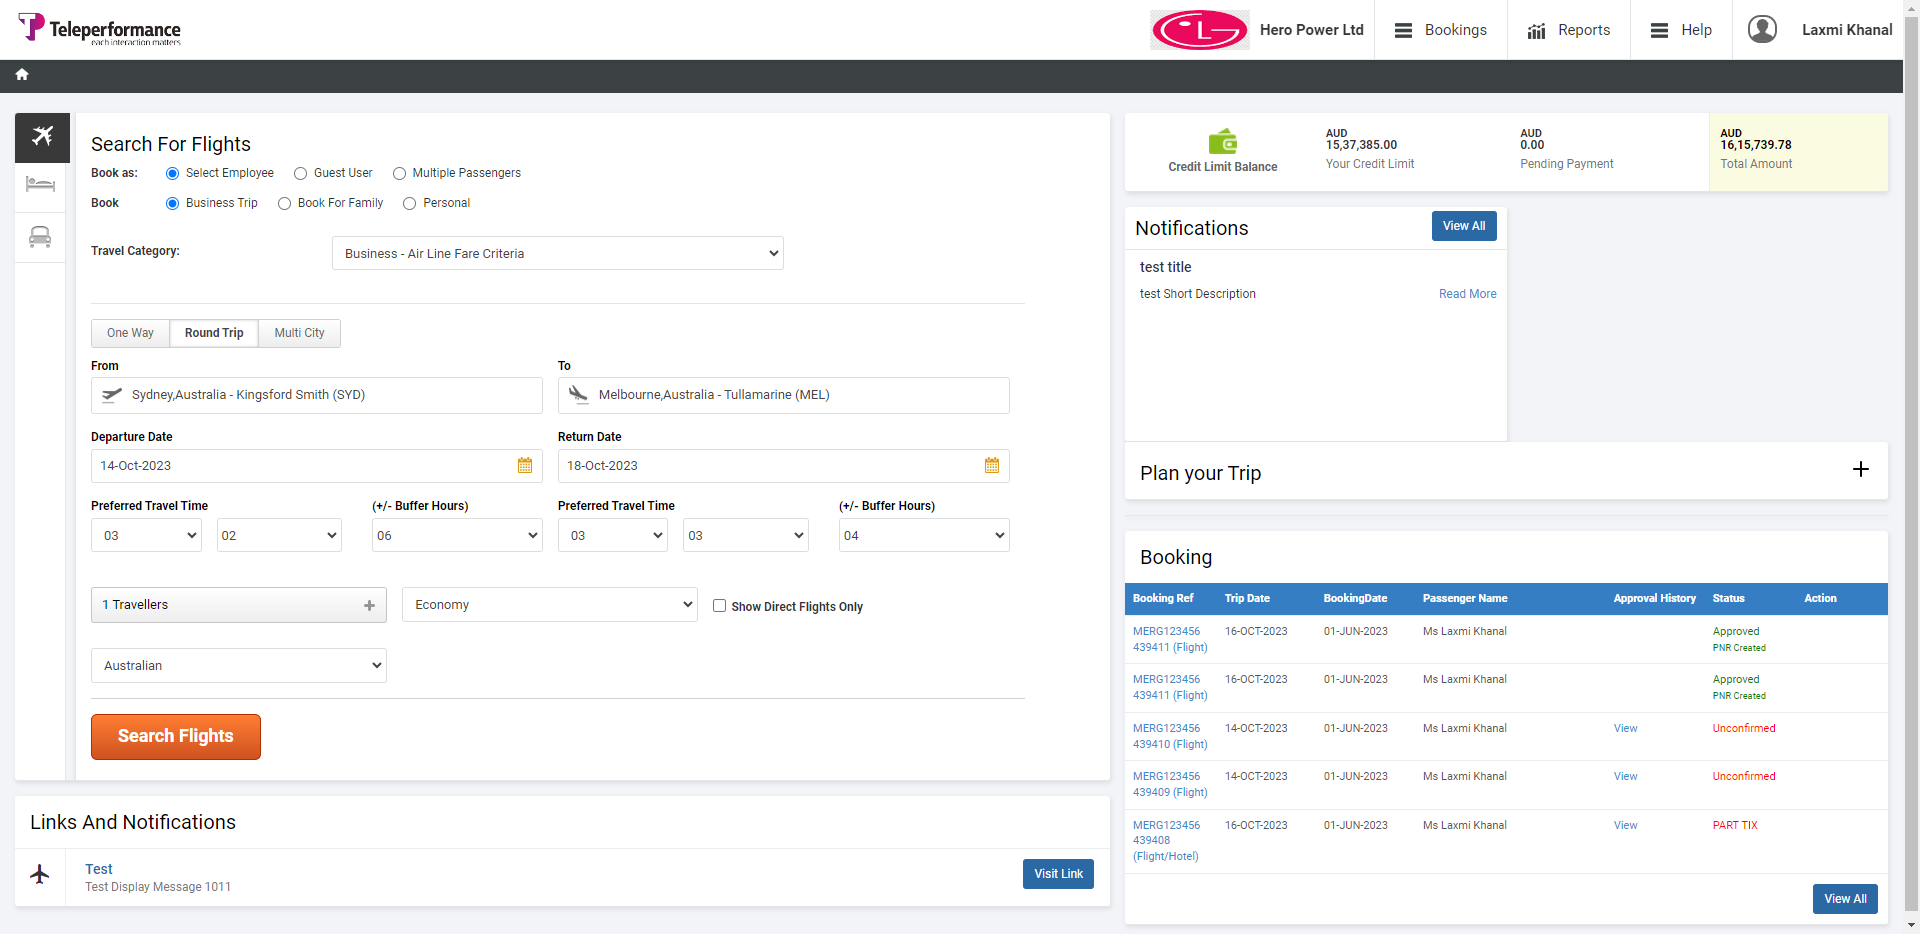 Teleperformance
each interaction matters
LG
Hero Power Ltd
Bookings
Reports
Help
Laxmi Khanal
Search For Flights
Book as:
Select Employee
Guest User
Multiple Passengers
Book
Business Trip
Book For Family
Personal
Travel Category:
Business - Air Line Fare Criteria
One Way
Round Trip
Multi City
From
To
Sydney,Australia - Kingsford Smith (SYD)
Melbourne,Australia - Tullamarine (MEL)
Departure Date
Return Date
14-Oct-2023
18-Oct-2023
Preferred Travel Time
(+/- Buffer Hours)
Preferred Travel Time
(+/- Buffer Hours)
03
02
06
03
03
04
1 Travellers
Economy
Show Direct Flights Only
Australian
Search Flights
Links And Notifications
Test
Test Display Message 1011
Visit Link
Credit Limit Balance
AUD
15,37,385.00
Your Credit Limit
AUD
0.00
Pending Payment
AUD
16,15,739.78
Total Amount
Notifications
View All
test title
test Short Description
Read More
Plan your Trip
Booking
Booking Ref Trip Date BookingDate Passenger Name Approval History Status Action
MERG123456 16-OCT-2023 01-JUN-2023 Ms Laxmi Khanal Approved
439411 (Flight) PNR Created
MERG123456 16-OCT-2023 01-JUN-2023 Ms Laxmi Khanal Approved
439411 (Flight) PNR Created
MERG123456 14-OCT-2023 01-JUN-2023 Ms Laxmi Khanal View Unconfirmed
439410 (Flight)
MERG123456 14-OCT-2023 01-JUN-2023 Ms Laxmi Khanal View Unconfirmed
439409 (Flight)
MERG123456 16-OCT-2023 01-JUN-2023 Ms Laxmi Khanal View PART TIX
439408
(Flight/Hotel)
View All